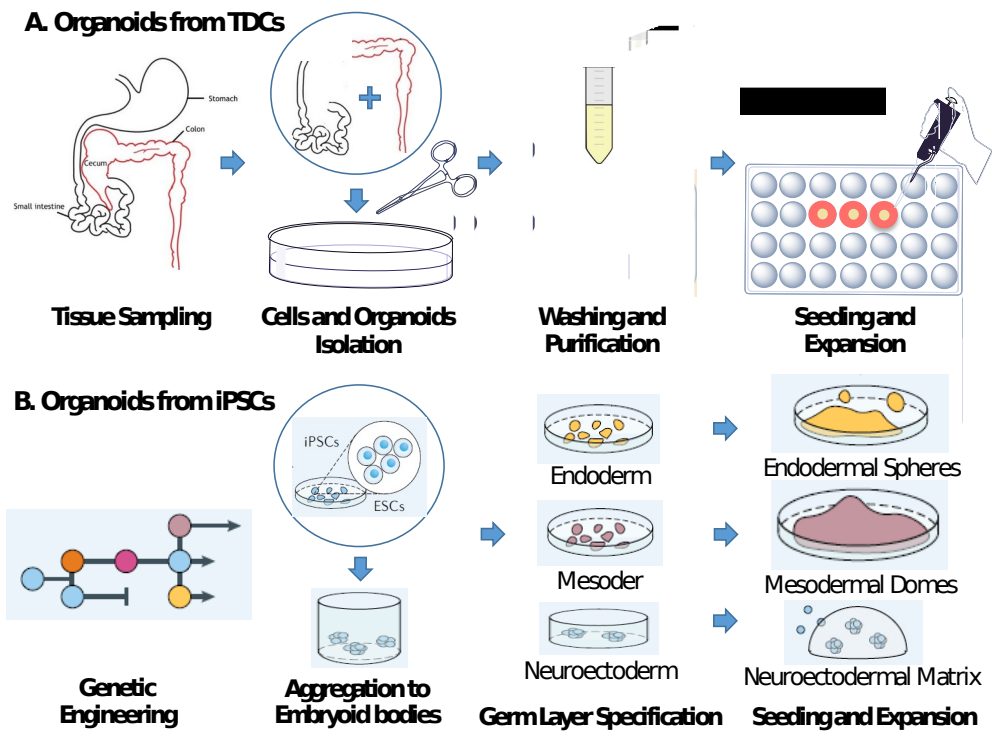 A. Organoids from TDCs
Stomach
Colon
Cecum
Small intestine
Tissue Sampling
Cells and Organoids
Isolation
Washing and
Purification
Seeding and
Expansion
B. Organoids from iPSCs
iPSCs
ESCs
Endoderm
Endodermal Spheres
Mesoder
Mesodermal Domes
Neuroectoderm
Neuroectodermal Matrix
Genetic
Engineering
Aggregation to
Embryoid bodies
Germ Layer Specification
Seeding and Expansion